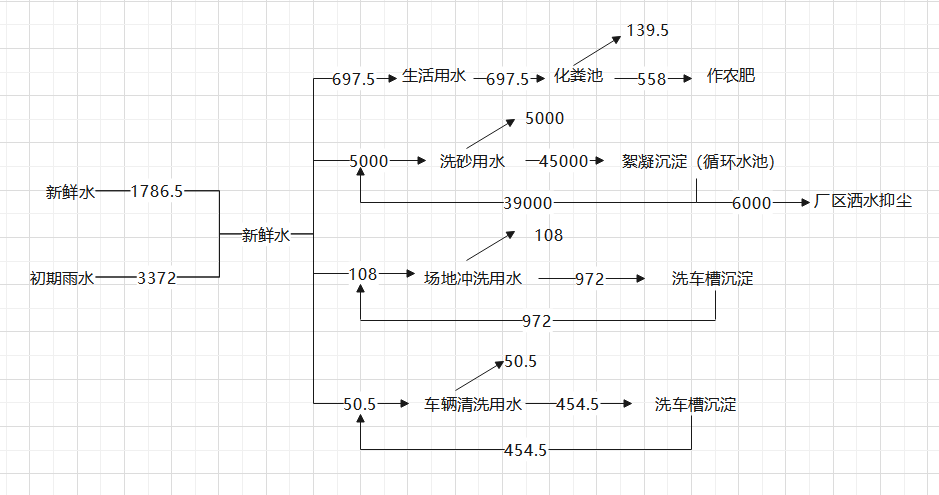 139.5
697.5 生活用水 697.5 化粪池 558 作农肥
5000
5000 洗砂用水 45000 絮凝沉淀（循环水池）
新鲜水 1786.5
39000 6000 厂区洒水抑尘
新鲜水
108
初期雨水 3372
108 场地冲洗用水 972 洗车槽沉淀
972
50.5
50.5 车辆清洗用水 454.5 洗车槽沉淀
454.5